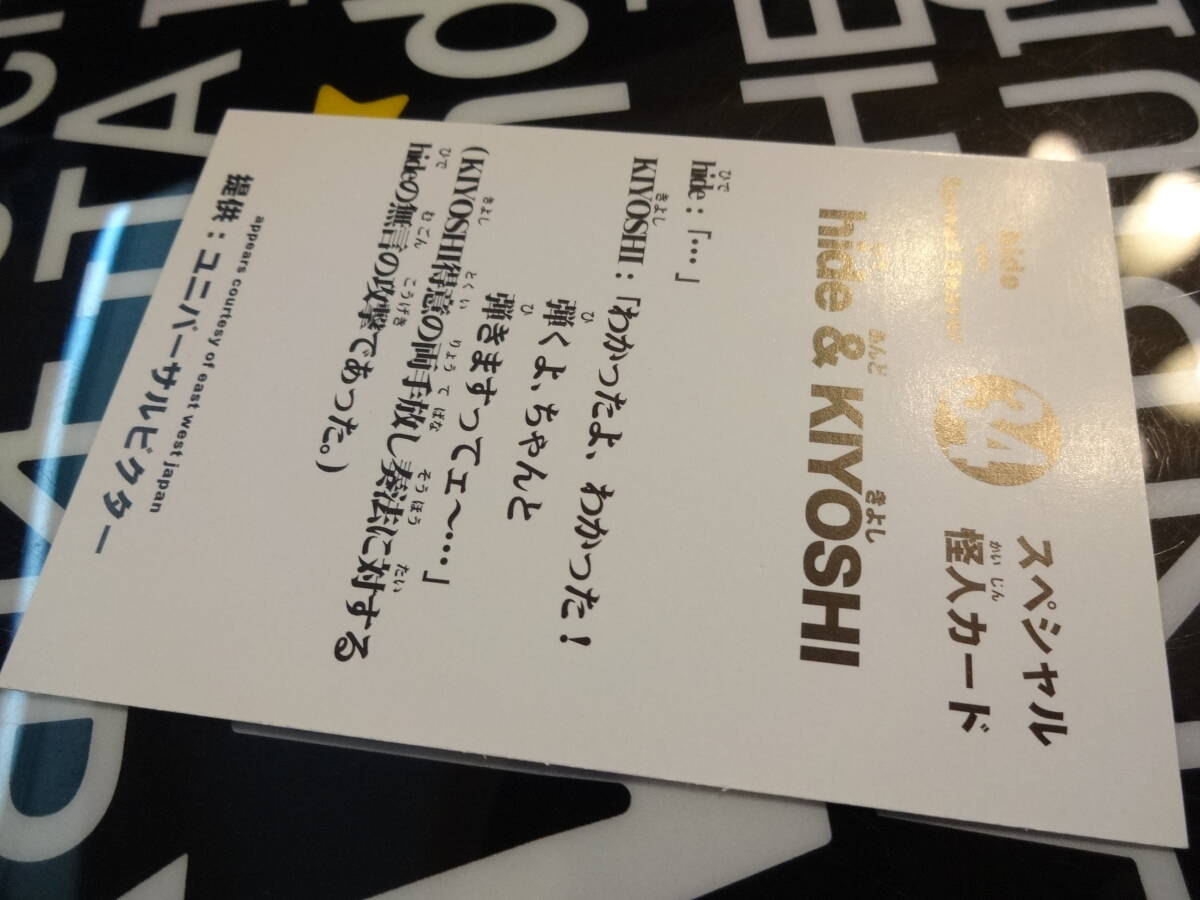 hide
スペシャル
怪人カード
24
hide & KIYOSHI
hide:「…」
KIYOSHI:「わかったよ、わかった!
弾くよ、ちゃんと
弾きますってェ〜‥‥」
(KIYOSHI得意の両手放し奏法に対する
hideの無言の攻撃であった。)
appears courtesy of east west japan
提供:ユニバーサルビクター